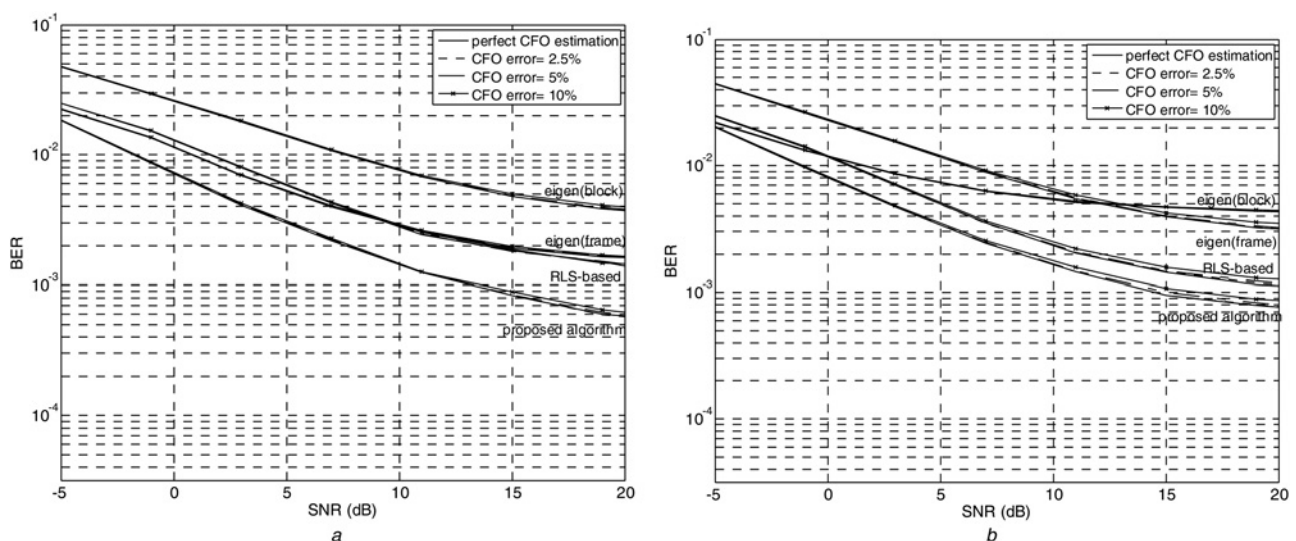 10^-1
10^-2
10^-3
10^-4
BER
-5 0 5 10 15 20
SNR (dB)
perfect CFO estimation
CFO error= 2.5%
CFO error= 5%
CFO error= 10%
eigen(block)
eigen(frame)
RLS-based
proposed algorithm
a
10^-1
10^-2
10^-3
10^-4
BER
-5 0 5 10 15 20
SNR (dB)
perfect CFO estimation
CFO error= 2.5%
CFO error= 5%
CFO error= 10%
eigen(block)
eigen(frame)
RLS-based
proposed algorithm
b